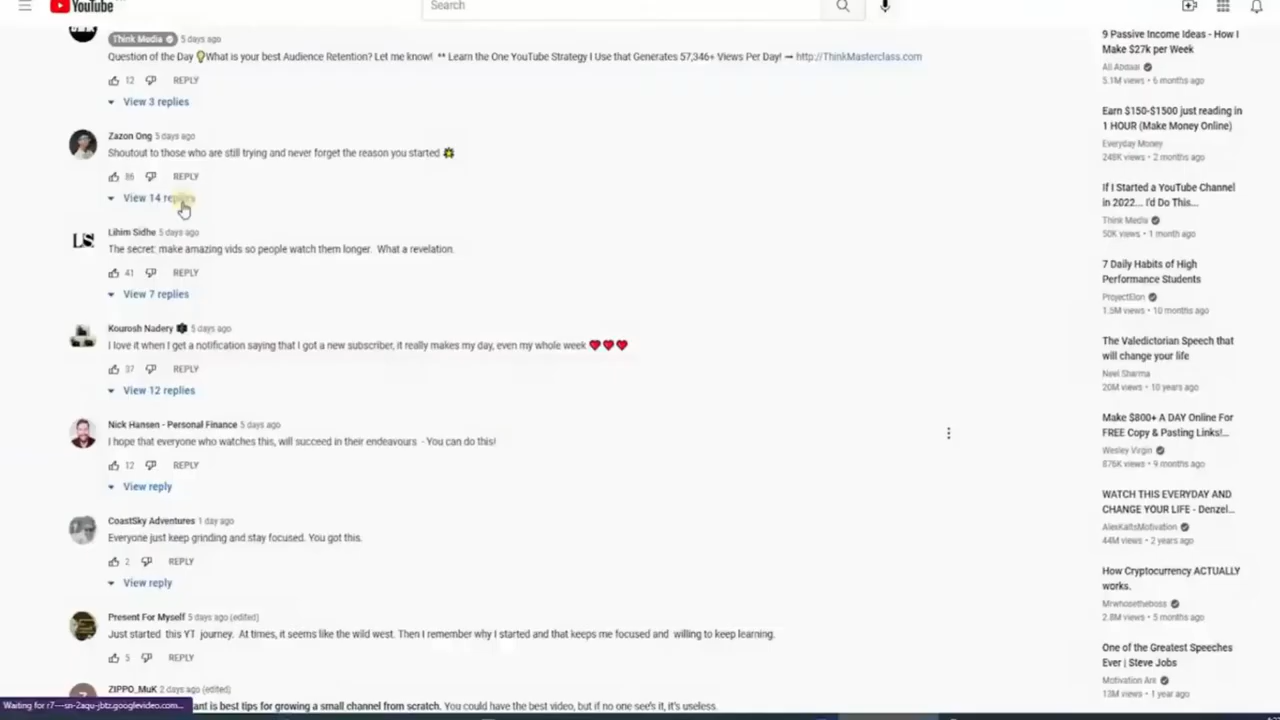 YouTube
Search
Think Media 5 days ago
Question of the Day 💡What is your best Audience Retention? Let me know! ** Learn the One YouTube Strategy I Use that Generates 57,346+ Views Per Day! ➞ http://ThinkMasterclass.com
12 REPLY
View 3 replies
Zazon Ong 5 days ago
Shoutout to those who are still trying and never forget the reason you started
86 REPLY
View 14 replies
LS
Lihim Sidhe 5 days ago
The secret: make amazing vids so people watch them longer. What a revelation.
41 REPLY
View 7 replies
Kourosh Nadery 5 days ago
I love it when I get a notification saying that I got a new subscriber, it really makes my day, even my whole week ❤❤❤
37 REPLY
View 12 replies
Nick Hansen - Personal Finance 5 days ago
I hope that everyone who watches this, will succeed in their endeavours - You can do this!
12 REPLY
View reply
CoastSky Adventures 1 day ago
Everyone just keep grinding and stay focused. You got this.
2 REPLY
View reply
Present For Myself 5 days ago (edited)
Just started this YT journey. At times, it seems like the wild west. Then I remember why I started and that keeps me focused and willing to keep learning.
5 REPLY
ZIPPO_MuK 2 days ago (edited)
is best tips for growing a small channel from scratch. You could have the best video, but if no one see's it, it's useless.
Waiting for r7---sn-2aqu-jbtz.googlevideo.com...
9 Passive Income Ideas - How I
Make $27k per Week
Ali Abdaal
5.1M views • 6 months ago
Earn $150-$1500 just reading in
1 HOUR (Make Money Online)
Everyday Money
248K views • 2 months ago
If I Started a YouTube Channel
in 2022... I'd Do This...
Think Media
50K views • 1 month ago
7 Daily Habits of High
Performance Students
ProjectElon
1.5M views • 10 months ago
The Valedictorian Speech that
will change your life
Neel Sharma
20M views • 10 years ago
Make $800+ A DAY Online For
FREE Copy & Pasting Links!...
Wesley Virgin
876K views • 9 months ago
WATCH THIS EVERYDAY AND
CHANGE YOUR LIFE - Denzel...
AlexKaltsMotivation
44M views • 2 years ago
How Cryptocurrency ACTUALLY
works.
Mrwhosetheboss
2.8M views • 5 months ago
One of the Greatest Speeches
Ever | Steve Jobs
Motivation Ark
13M views • 1 year ago